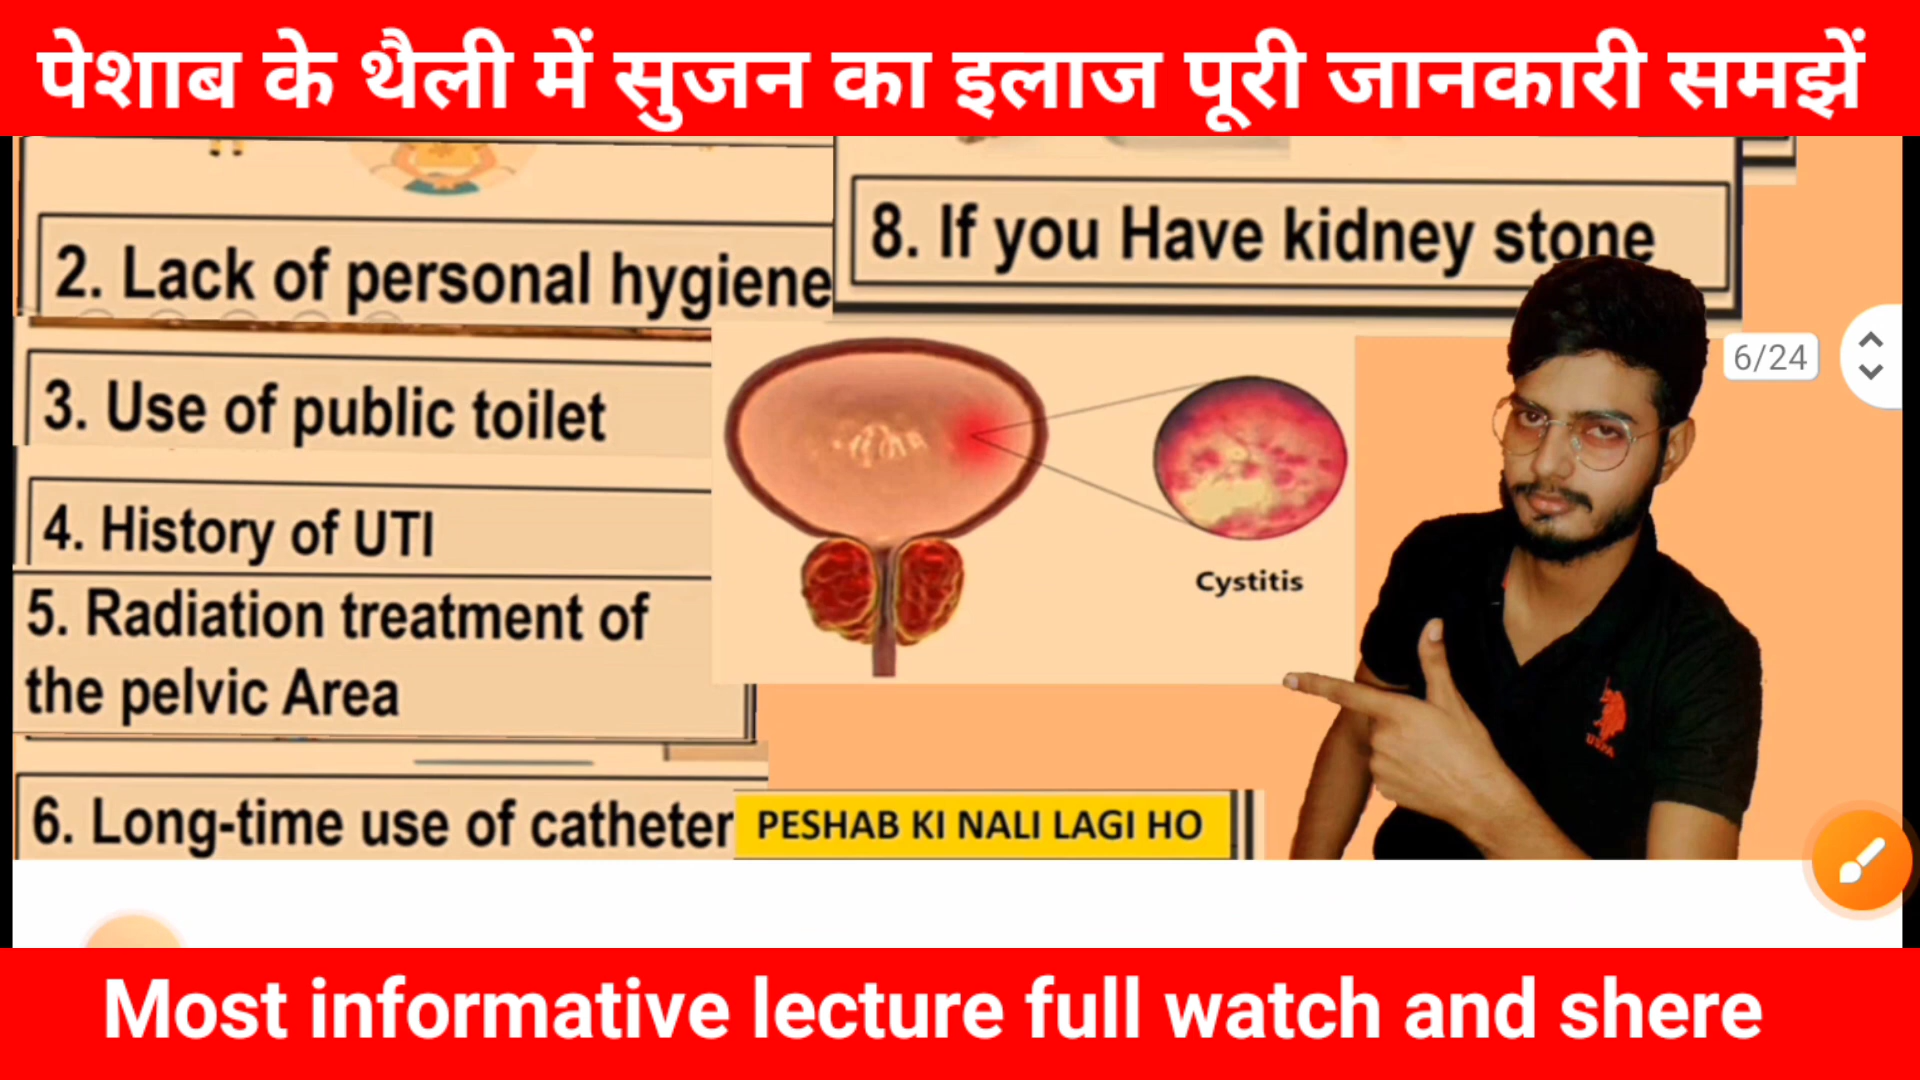 पेशाब के थैली में सुजन का इलाज पूरी जानकारी समझें
2. Lack of personal hygiene
3. Use of public toilet
4. History of UTI
5. Radiation treatment of
the pelvic Area
6. Long-time use of catheter
PESHAB KI NALI LAGI HO
8. If you Have kidney stone
Cystitis
6/24
USPA
Most informative lecture full watch and shere